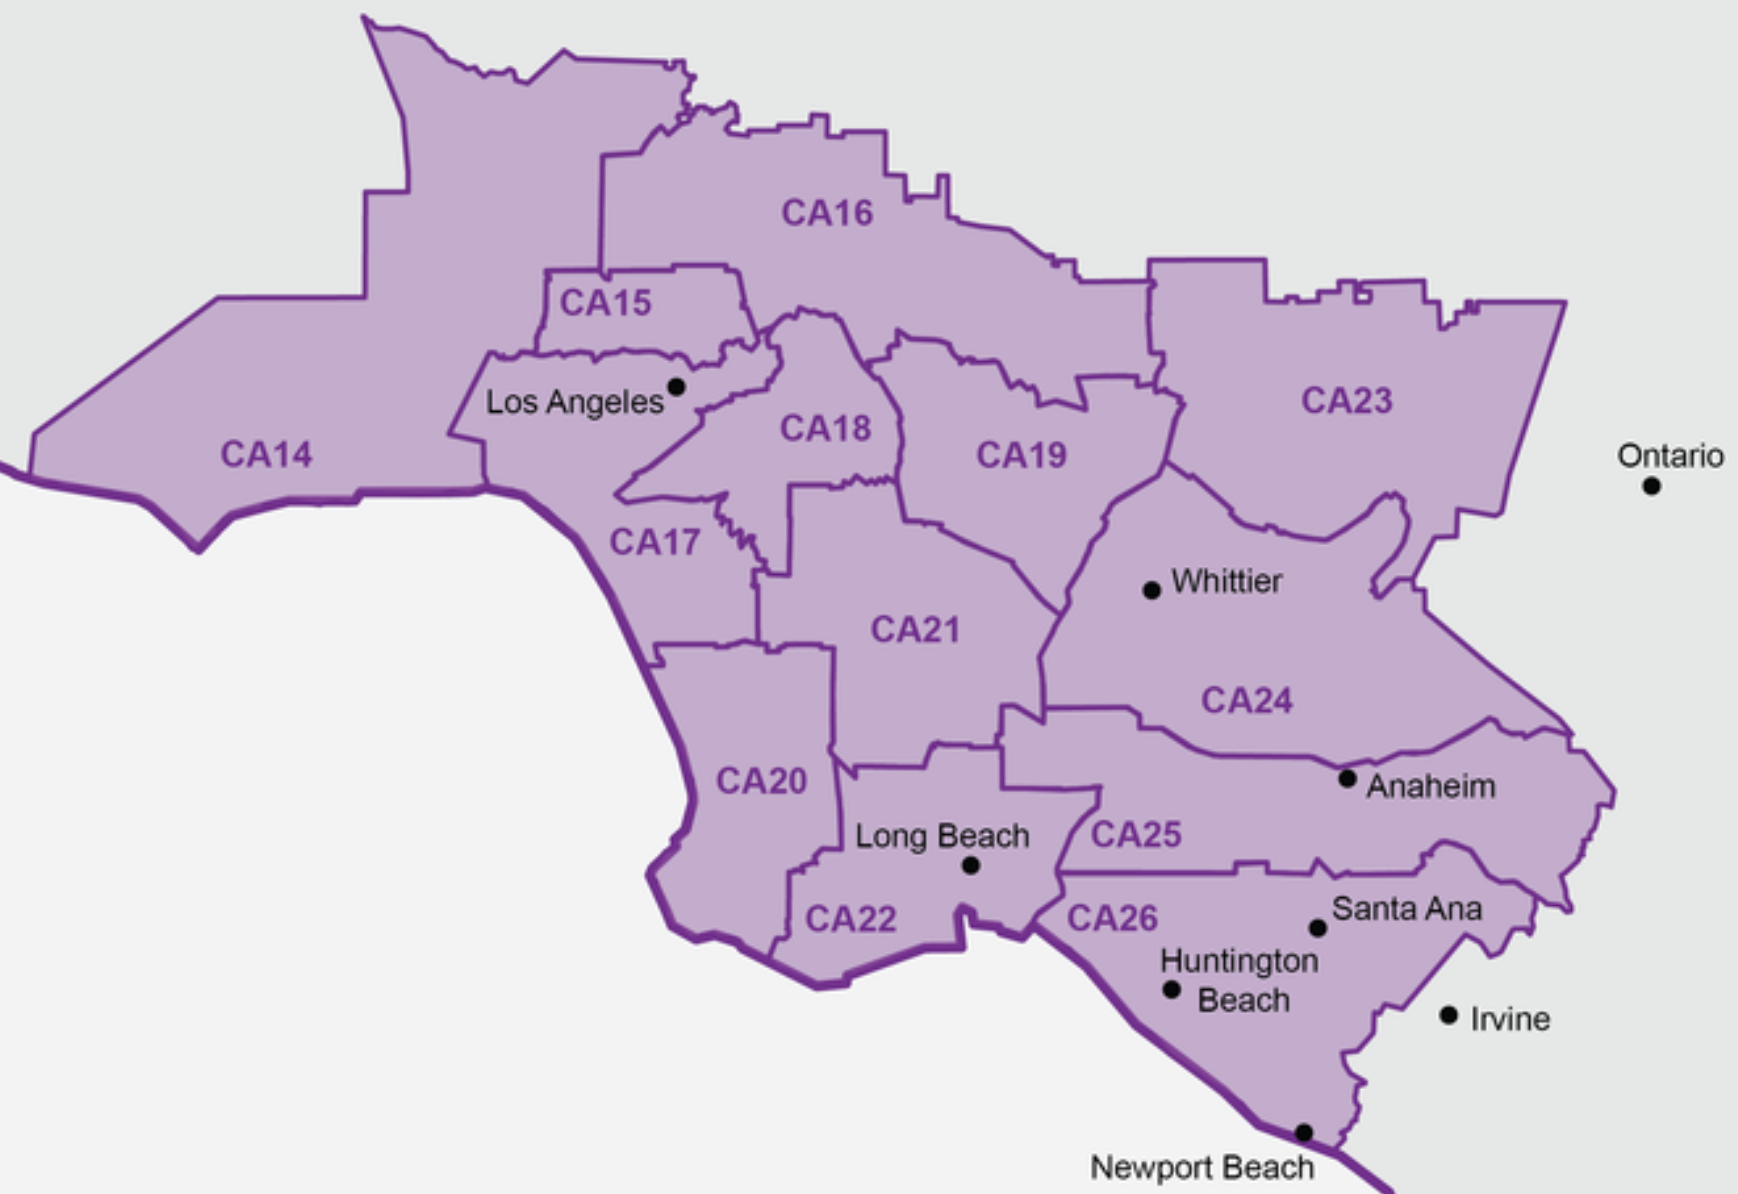 CA16
CA15
Los Angeles
CA23
CA18
CA14
CA19
Ontario
CA17
Whittier
CA21
CA24
CA20
Anaheim
Long Beach
CA25
CA22
CA26
Santa Ana
Huntington
Beach
Irvine
Newport Beach